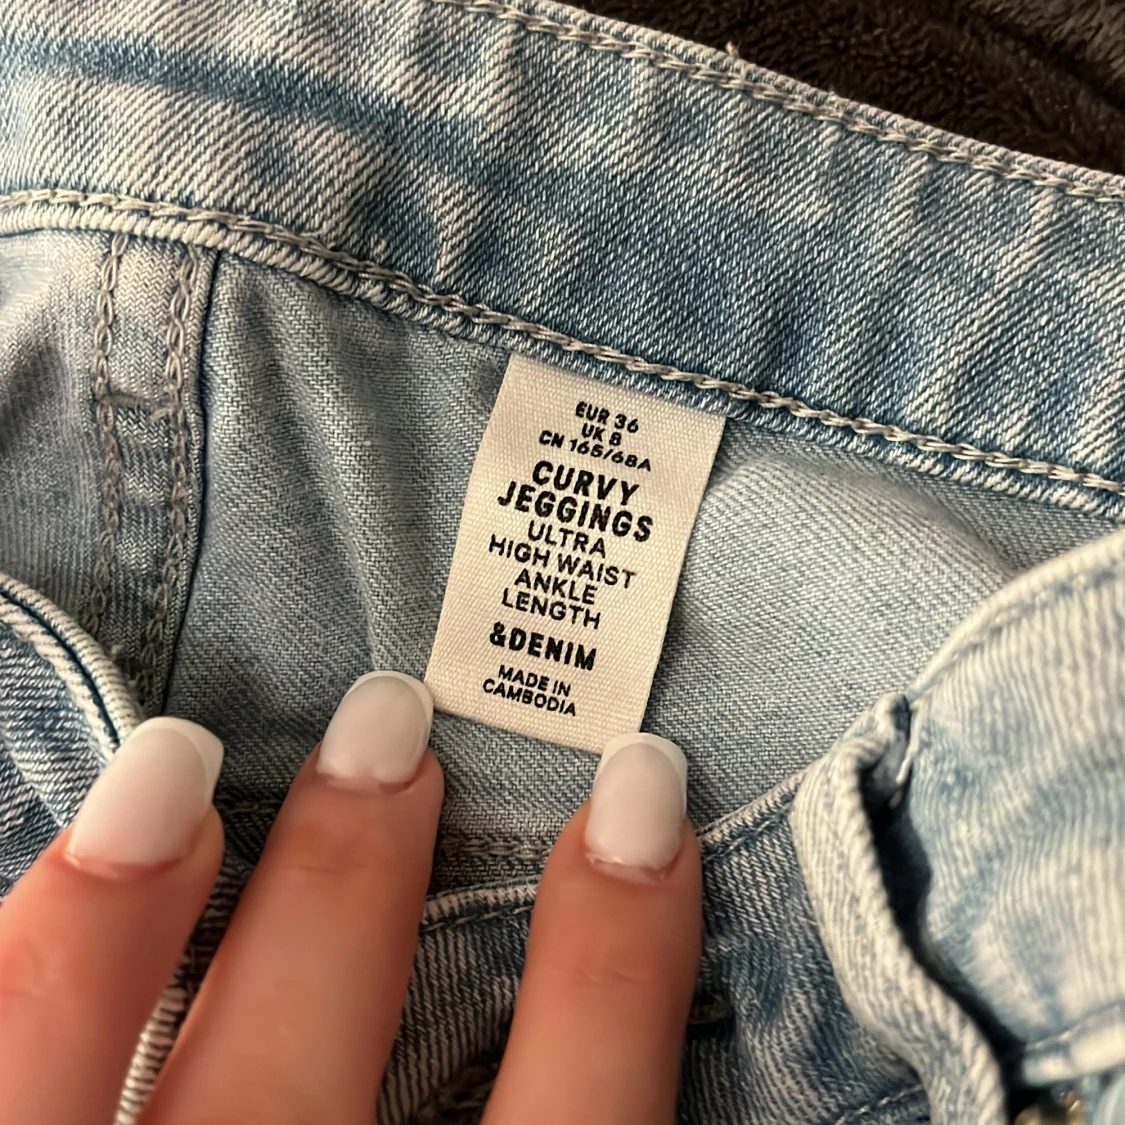 EUR 36
UK 8
CN 165/68A
CURVY
JEGGINGS
ULTRA
HIGH WAIST
ANKLE
LENGTH
&DENIM
MADE IN
CAMBODIA